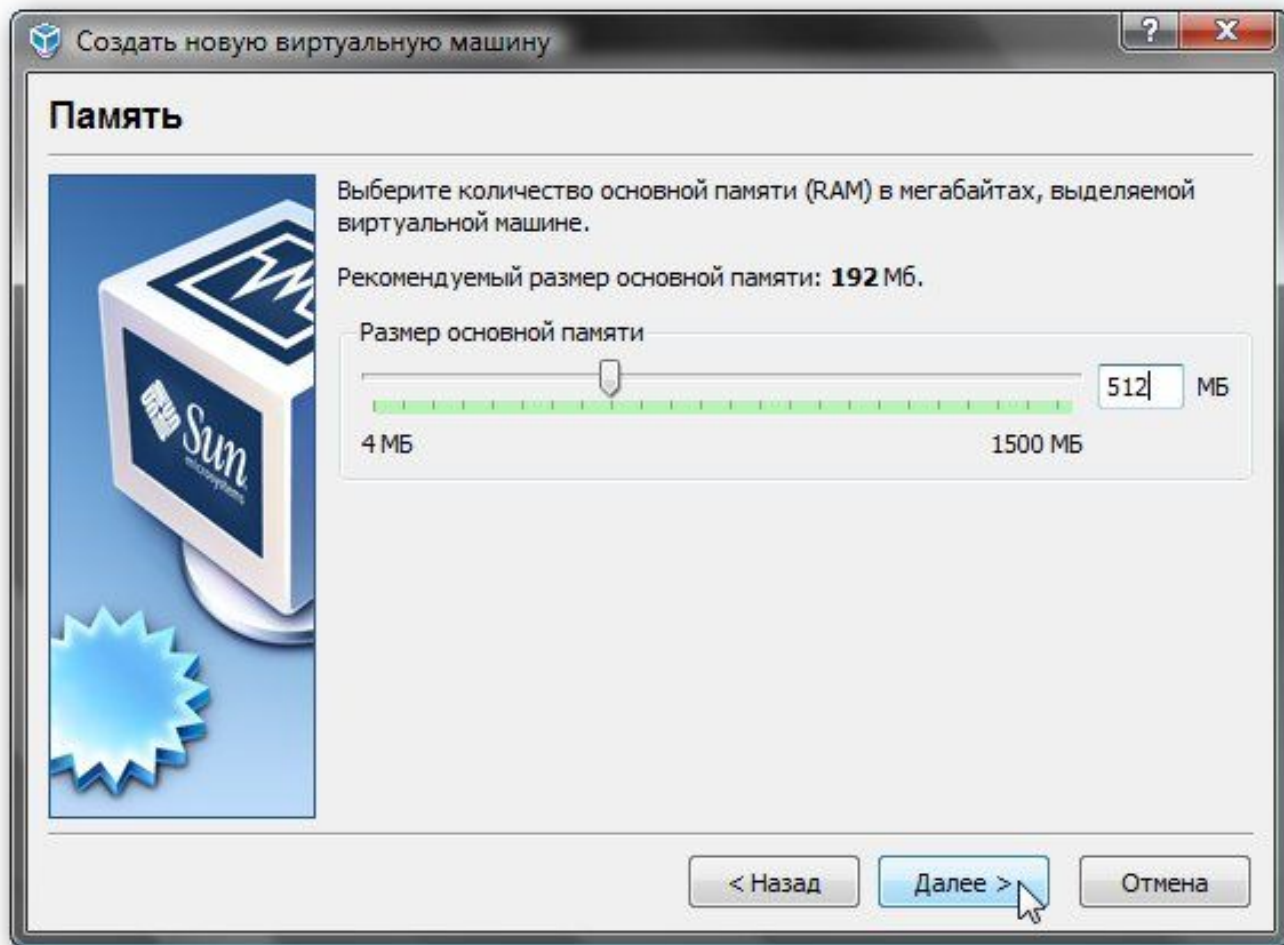 Создать новую виртуальную машину
?
X
Память
Выберите количество основной памяти (RAM) в мегабайтах, выделяемой
виртуальной машине.
Рекомендуемый размер основной памяти: 192 Мб.
Размер основной памяти
512 МБ
4 МБ
1500 МБ
Sun
microsystems
< Назад
Далее >
Отмена